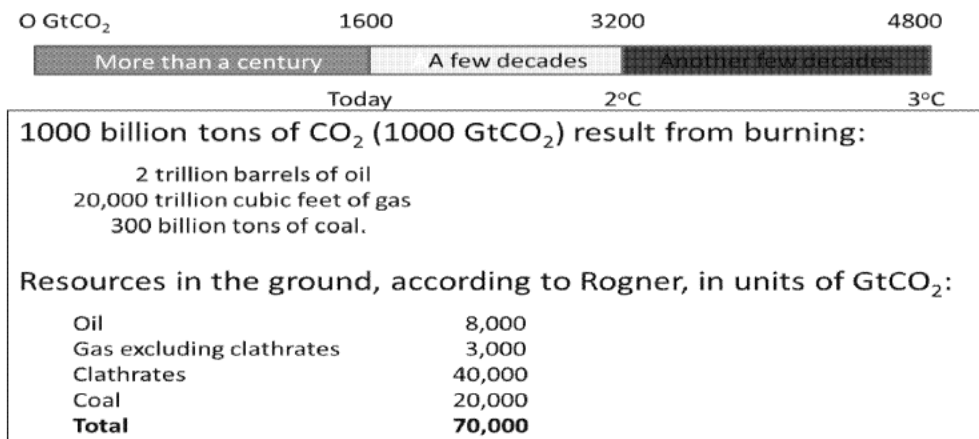 O GtCO₂ 1600 3200 4800
More than a century A few decades Another few decades
Today 2°C 3°C
1000 billion tons of CO₂ (1000 GtCO₂) result from burning:
2 trillion barrels of oil
20,000 trillion cubic feet of gas
300 billion tons of coal.
Resources in the ground, according to Rogner, in units of GtCO₂:
Oil 8,000
Gas excluding clathrates 3,000
Clathrates 40,000
Coal 20,000
Total 70,000